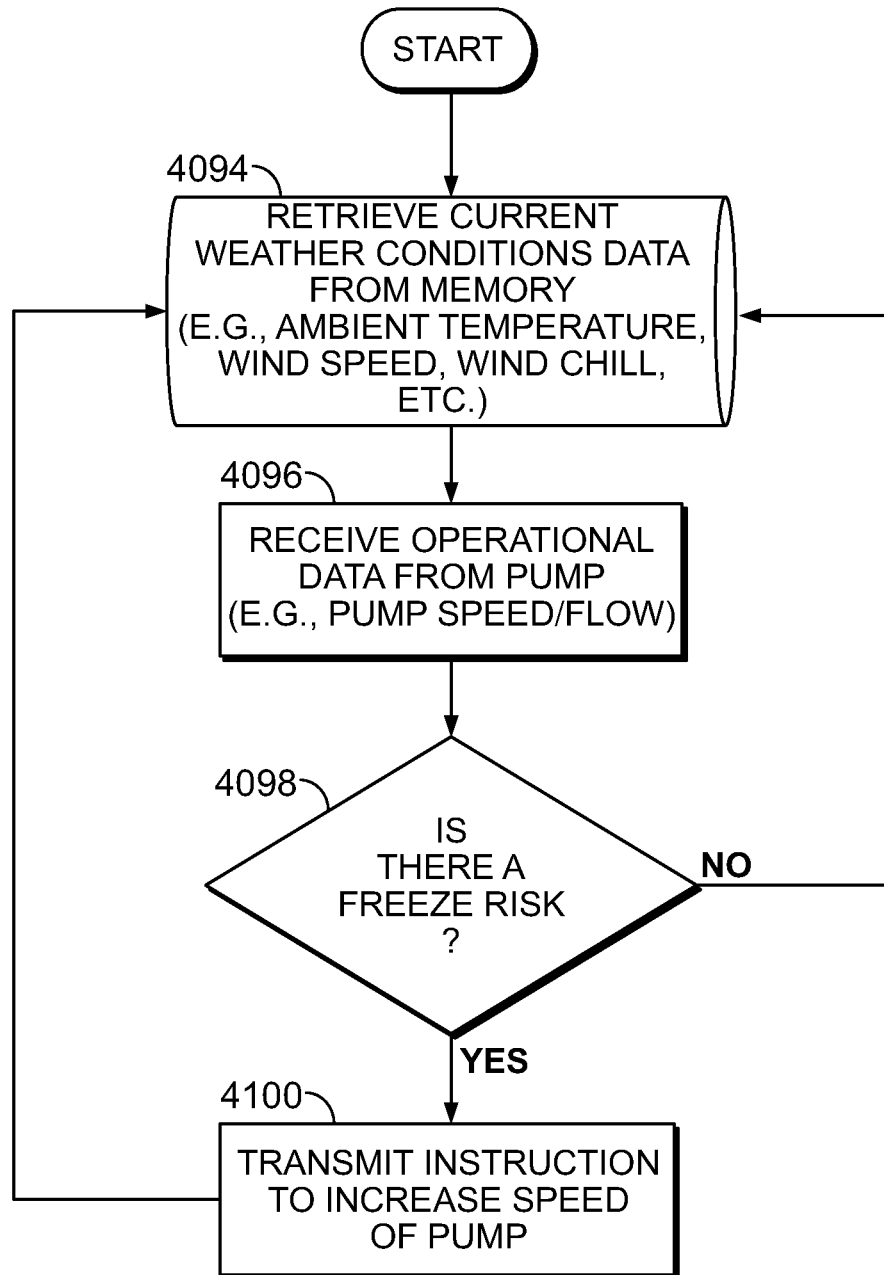 START
4094
RETRIEVE CURRENT
WEATHER CONDITIONS DATA
FROM MEMORY
(E.G., AMBIENT TEMPERATURE,
WIND SPEED, WIND CHILL,
ETC.)
4096
RECEIVE OPERATIONAL
DATA FROM PUMP
(E.G., PUMP SPEED/FLOW)
4098
IS
THERE A
FREEZE RISK
?
NO
YES
4100
TRANSMIT INSTRUCTION
TO INCREASE SPEED
OF PUMP